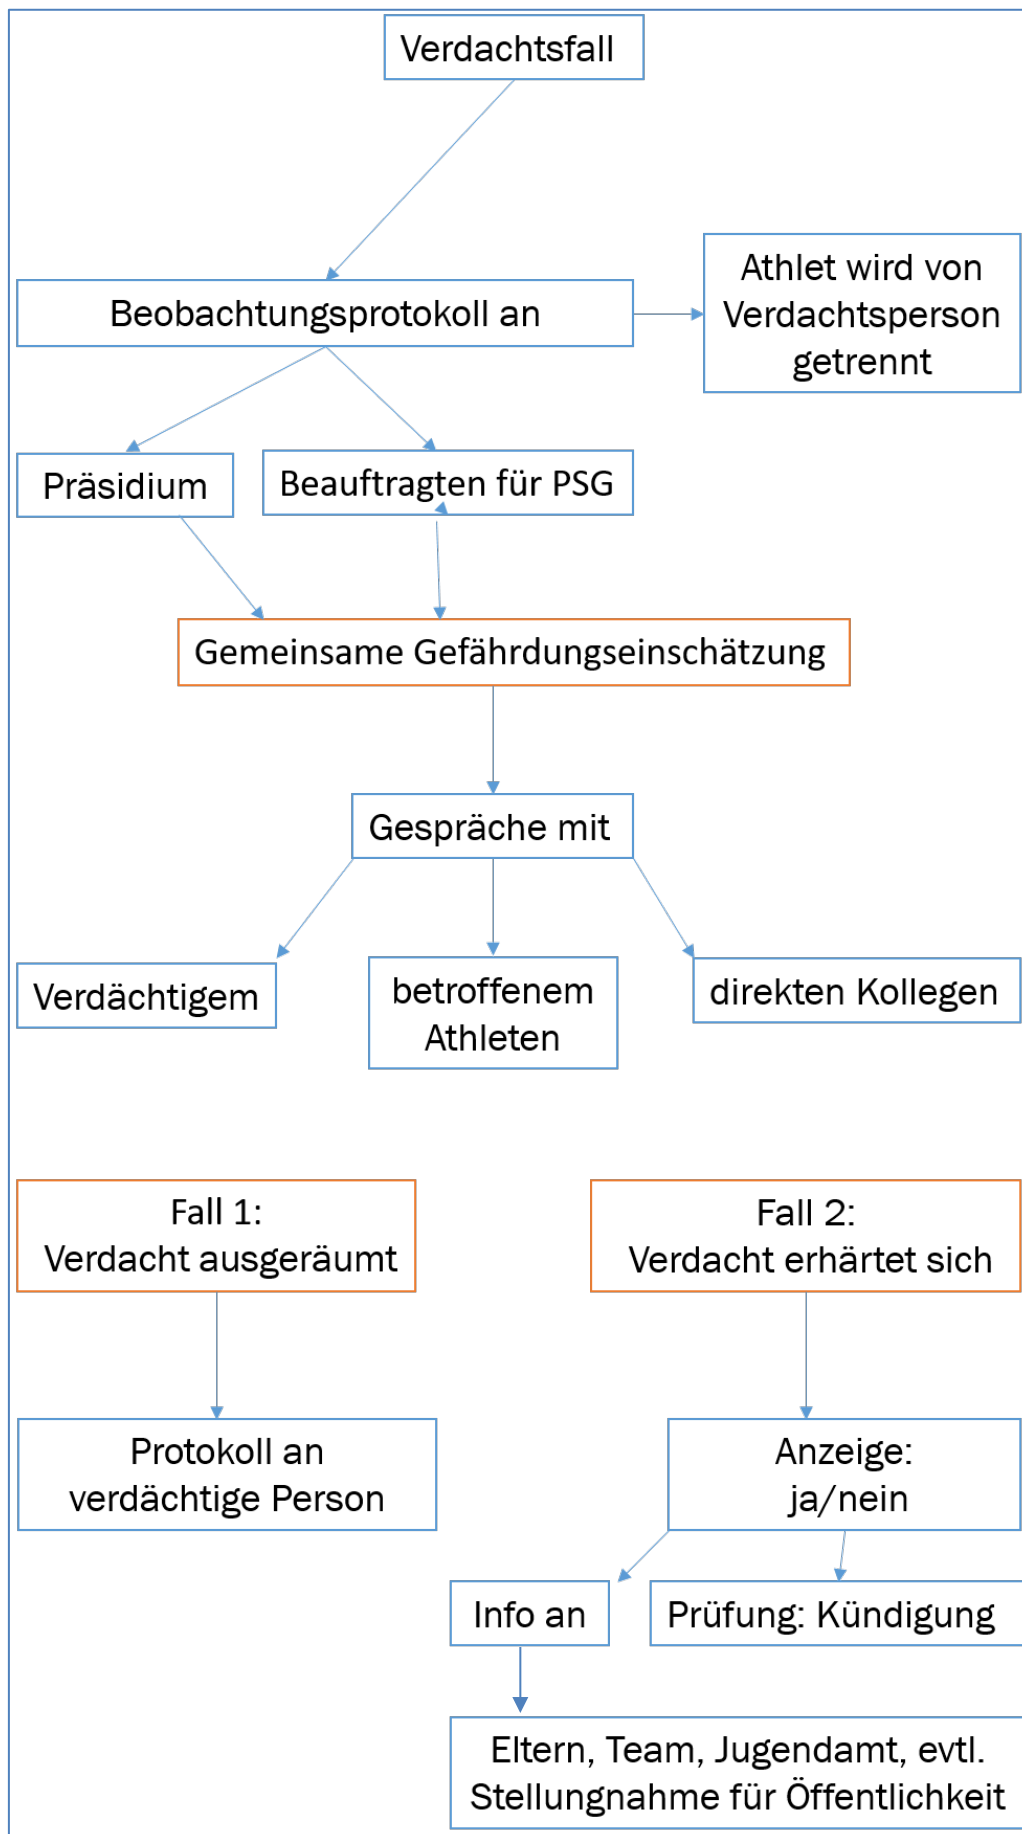 Verdachtsfall
Athlet wird von
Verdachtsperson
getrennt
Beobachtungsprotokoll an
Präsidium
Beauftragten für PSG
Gemeinsame Gefährdungseinschätzung
Gespräche mit
Verdächtigem
betroffenem
Athleten
direkten Kollegen
Fall 1:
Verdacht ausgeräumt
Fall 2:
Verdacht erhärtet sich
Protokoll an
verdächtige Person
Anzeige:
ja/nein
Info an
Prüfung: Kündigung
Eltern, Team, Jugendamt, evtl.
Stellungnahme für Öffentlichkeit